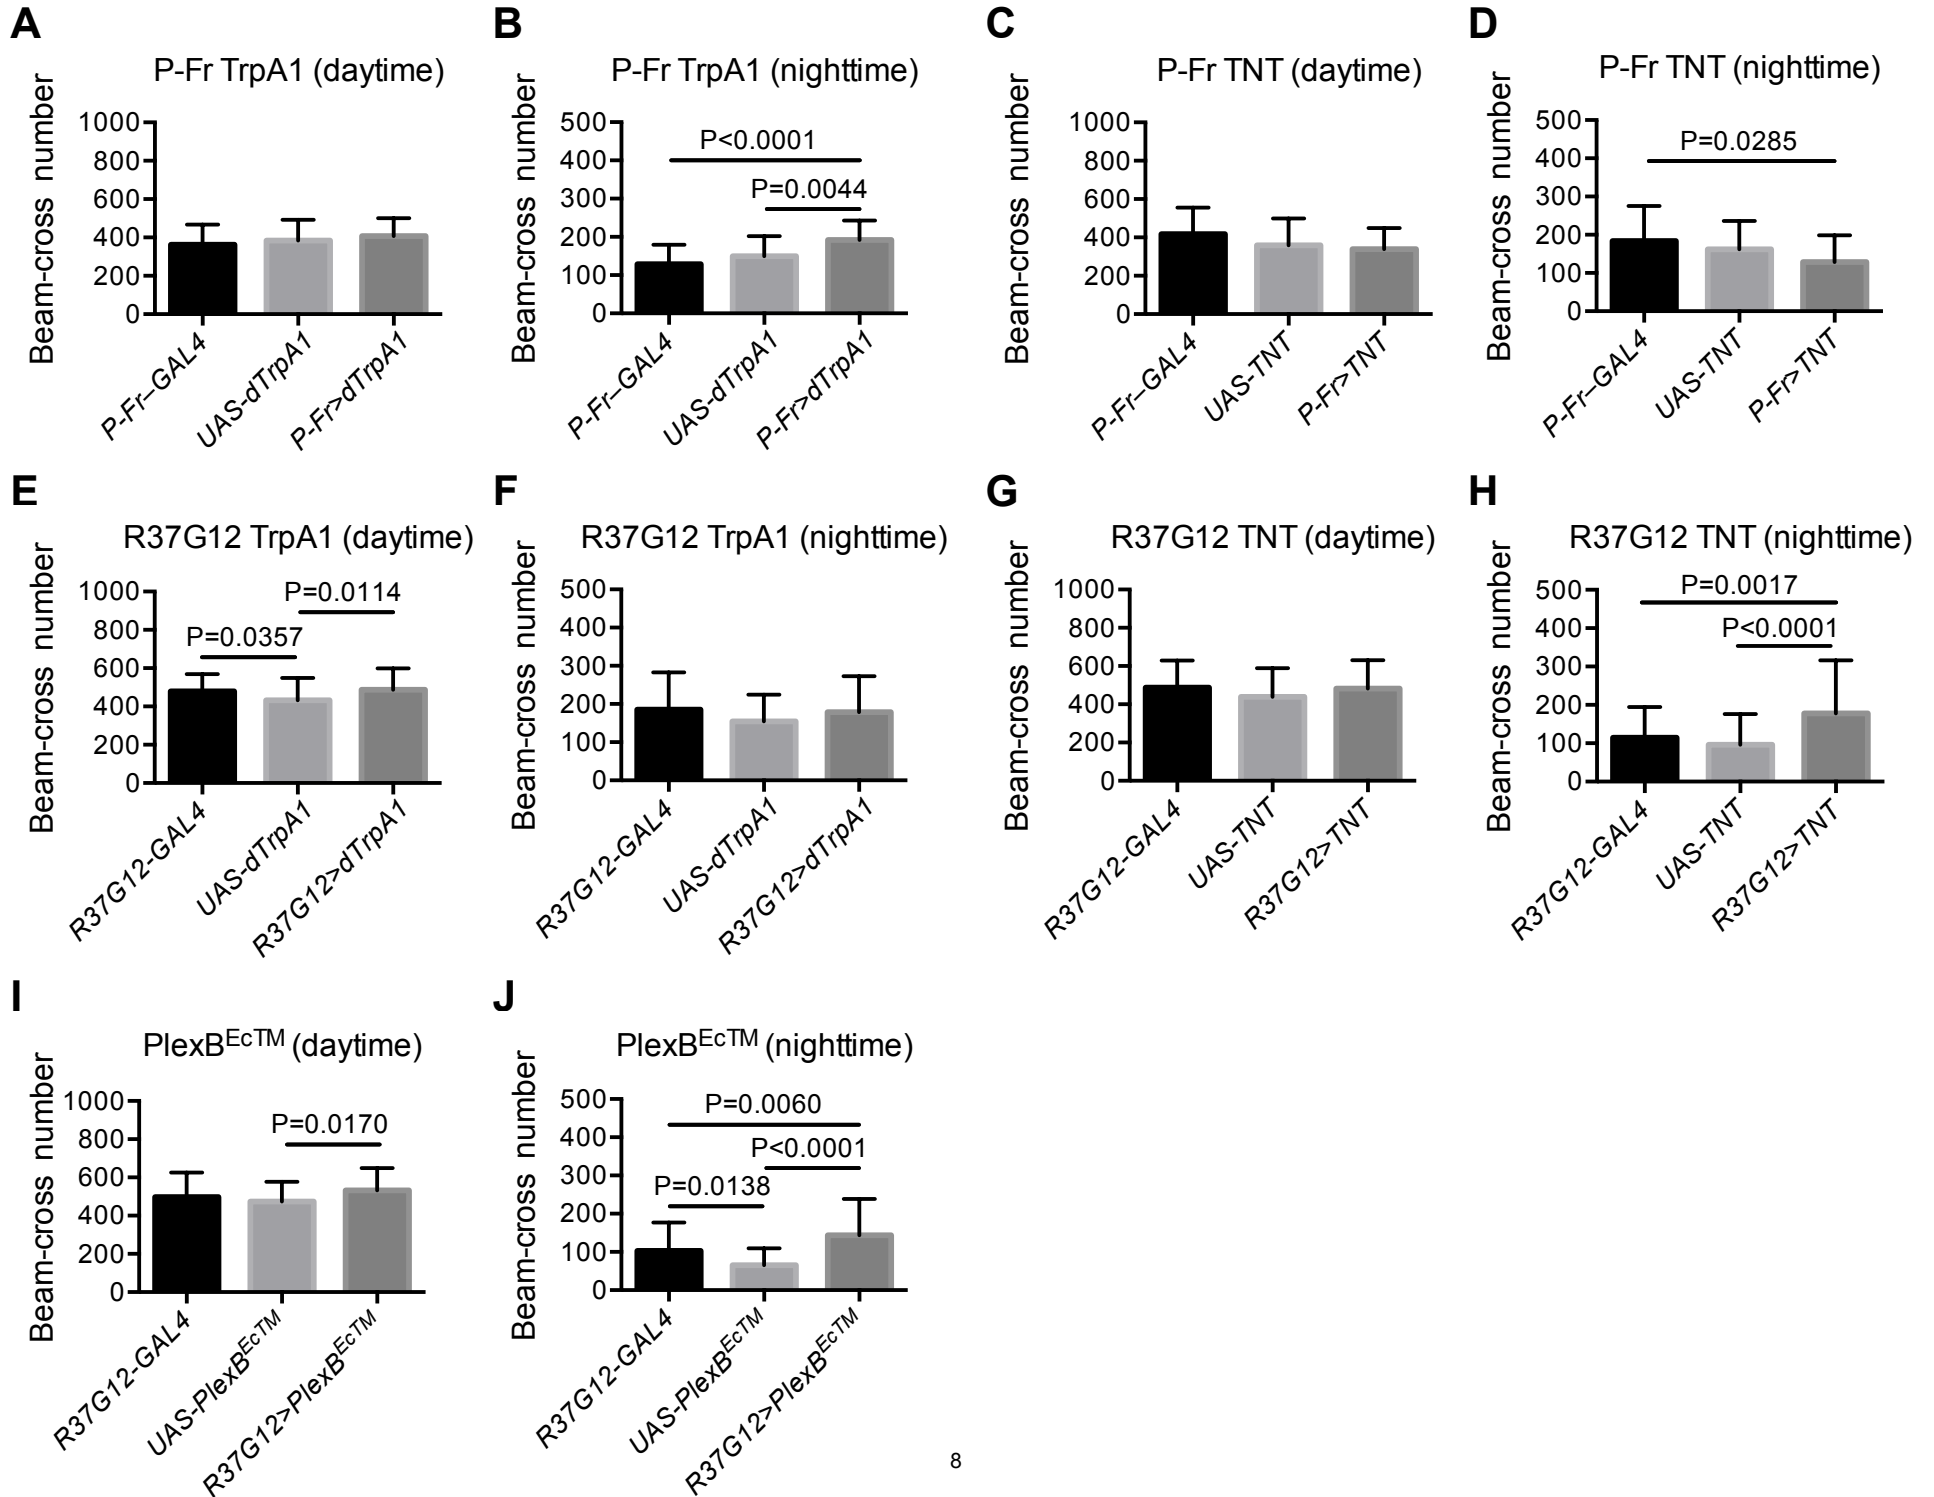 A
P-Fr TrpA1 (daytime)
Beam-cross number
1000
800
600
400
200
0
P-Fr–GAL4
UAS-dTrpA1
P-Fr>dTrpA1
B
P-Fr TrpA1 (nighttime)
Beam-cross number
500
400
300
200
100
0
P<0.0001
P=0.0044
P-Fr–GAL4
UAS-dTrpA1
P-Fr>dTrpA1
C
P-Fr TNT (daytime)
Beam-cross number
1000
800
600
400
200
0
P-Fr–GAL4
UAS-TNT
P-Fr>TNT
D
P-Fr TNT (nighttime)
Beam-cross number
500
400
300
200
100
0
P=0.0285
P-Fr–GAL4
UAS-TNT
P-Fr>TNT
E
R37G12 TrpA1 (daytime)
Beam-cross number
1000
800
600
400
200
0
P=0.0114
P=0.0357
R37G12-GAL4
UAS-dTrpA1
R37G12>dTrpA1
F
R37G12 TrpA1 (nighttime)
Beam-cross number
500
400
300
200
100
0
R37G12-GAL4
UAS-dTrpA1
R37G12>dTrpA1
G
R37G12 TNT (daytime)
Beam-cross number
1000
800
600
400
200
0
R37G12-GAL4
UAS-TNT
R37G12>TNT
H
R37G12 TNT (nighttime)
Beam-cross number
500
400
300
200
100
0
P=0.0017
P<0.0001
R37G12-GAL4
UAS-TNT
R37G12>TNT
I
PlexB^EcTM (daytime)
Beam-cross number
1000
800
600
400
200
0
P=0.0170
R37G12-GAL4
UAS-PlexB^EcTM
R37G12>PlexB^EcTM
J
PlexB^EcTM (nighttime)
Beam-cross number
500
400
300
200
100
0
P=0.0060
P<0.0001
P=0.0138
R37G12-GAL4
UAS-PlexB^EcTM
R37G12>PlexB^EcTM
8